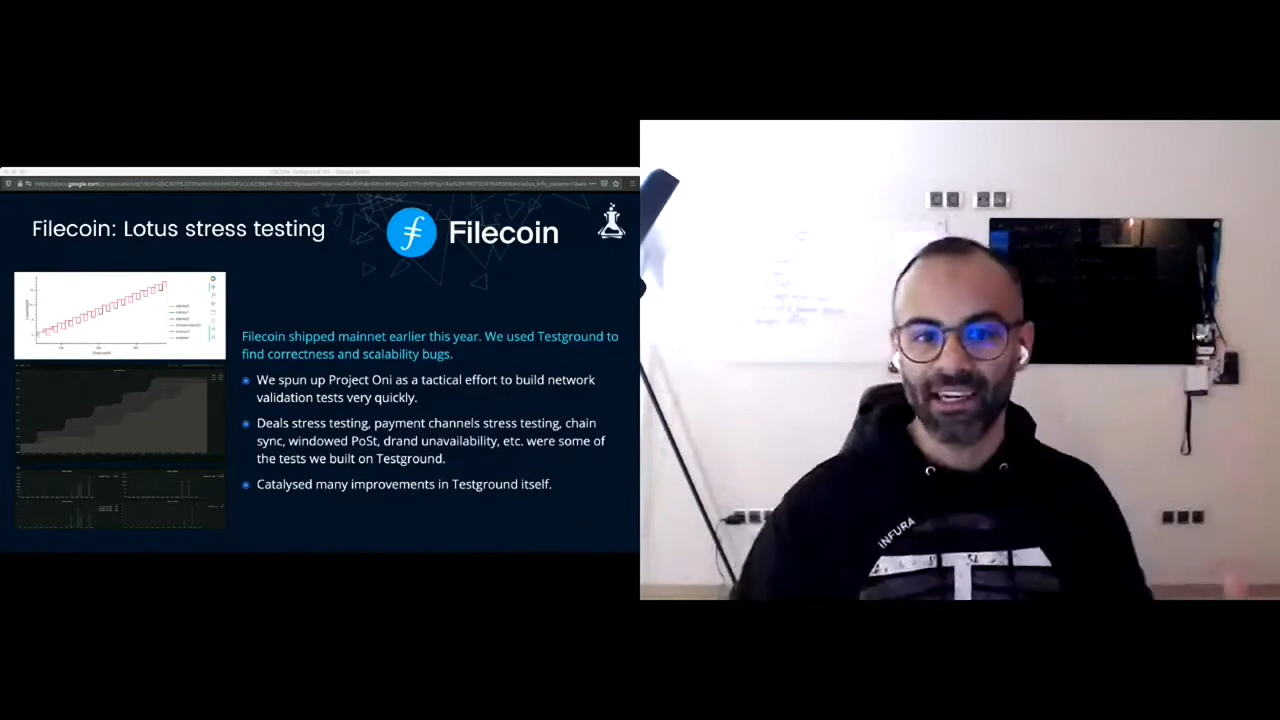 Filecoin: Lotus stress testing
Filecoin
Filecoin shipped mainnet earlier this year. We used Testground to
find correctness and scalability bugs.
We spun up Project Oni as a tactical effort to build network
validation tests very quickly.
Deals stress testing, payment channels stress testing, chain
sync, windowed PoSt, drand unavailability, etc. were some of
the tests we built on Testground.
Catalysed many improvements in Testground itself.
INFURA